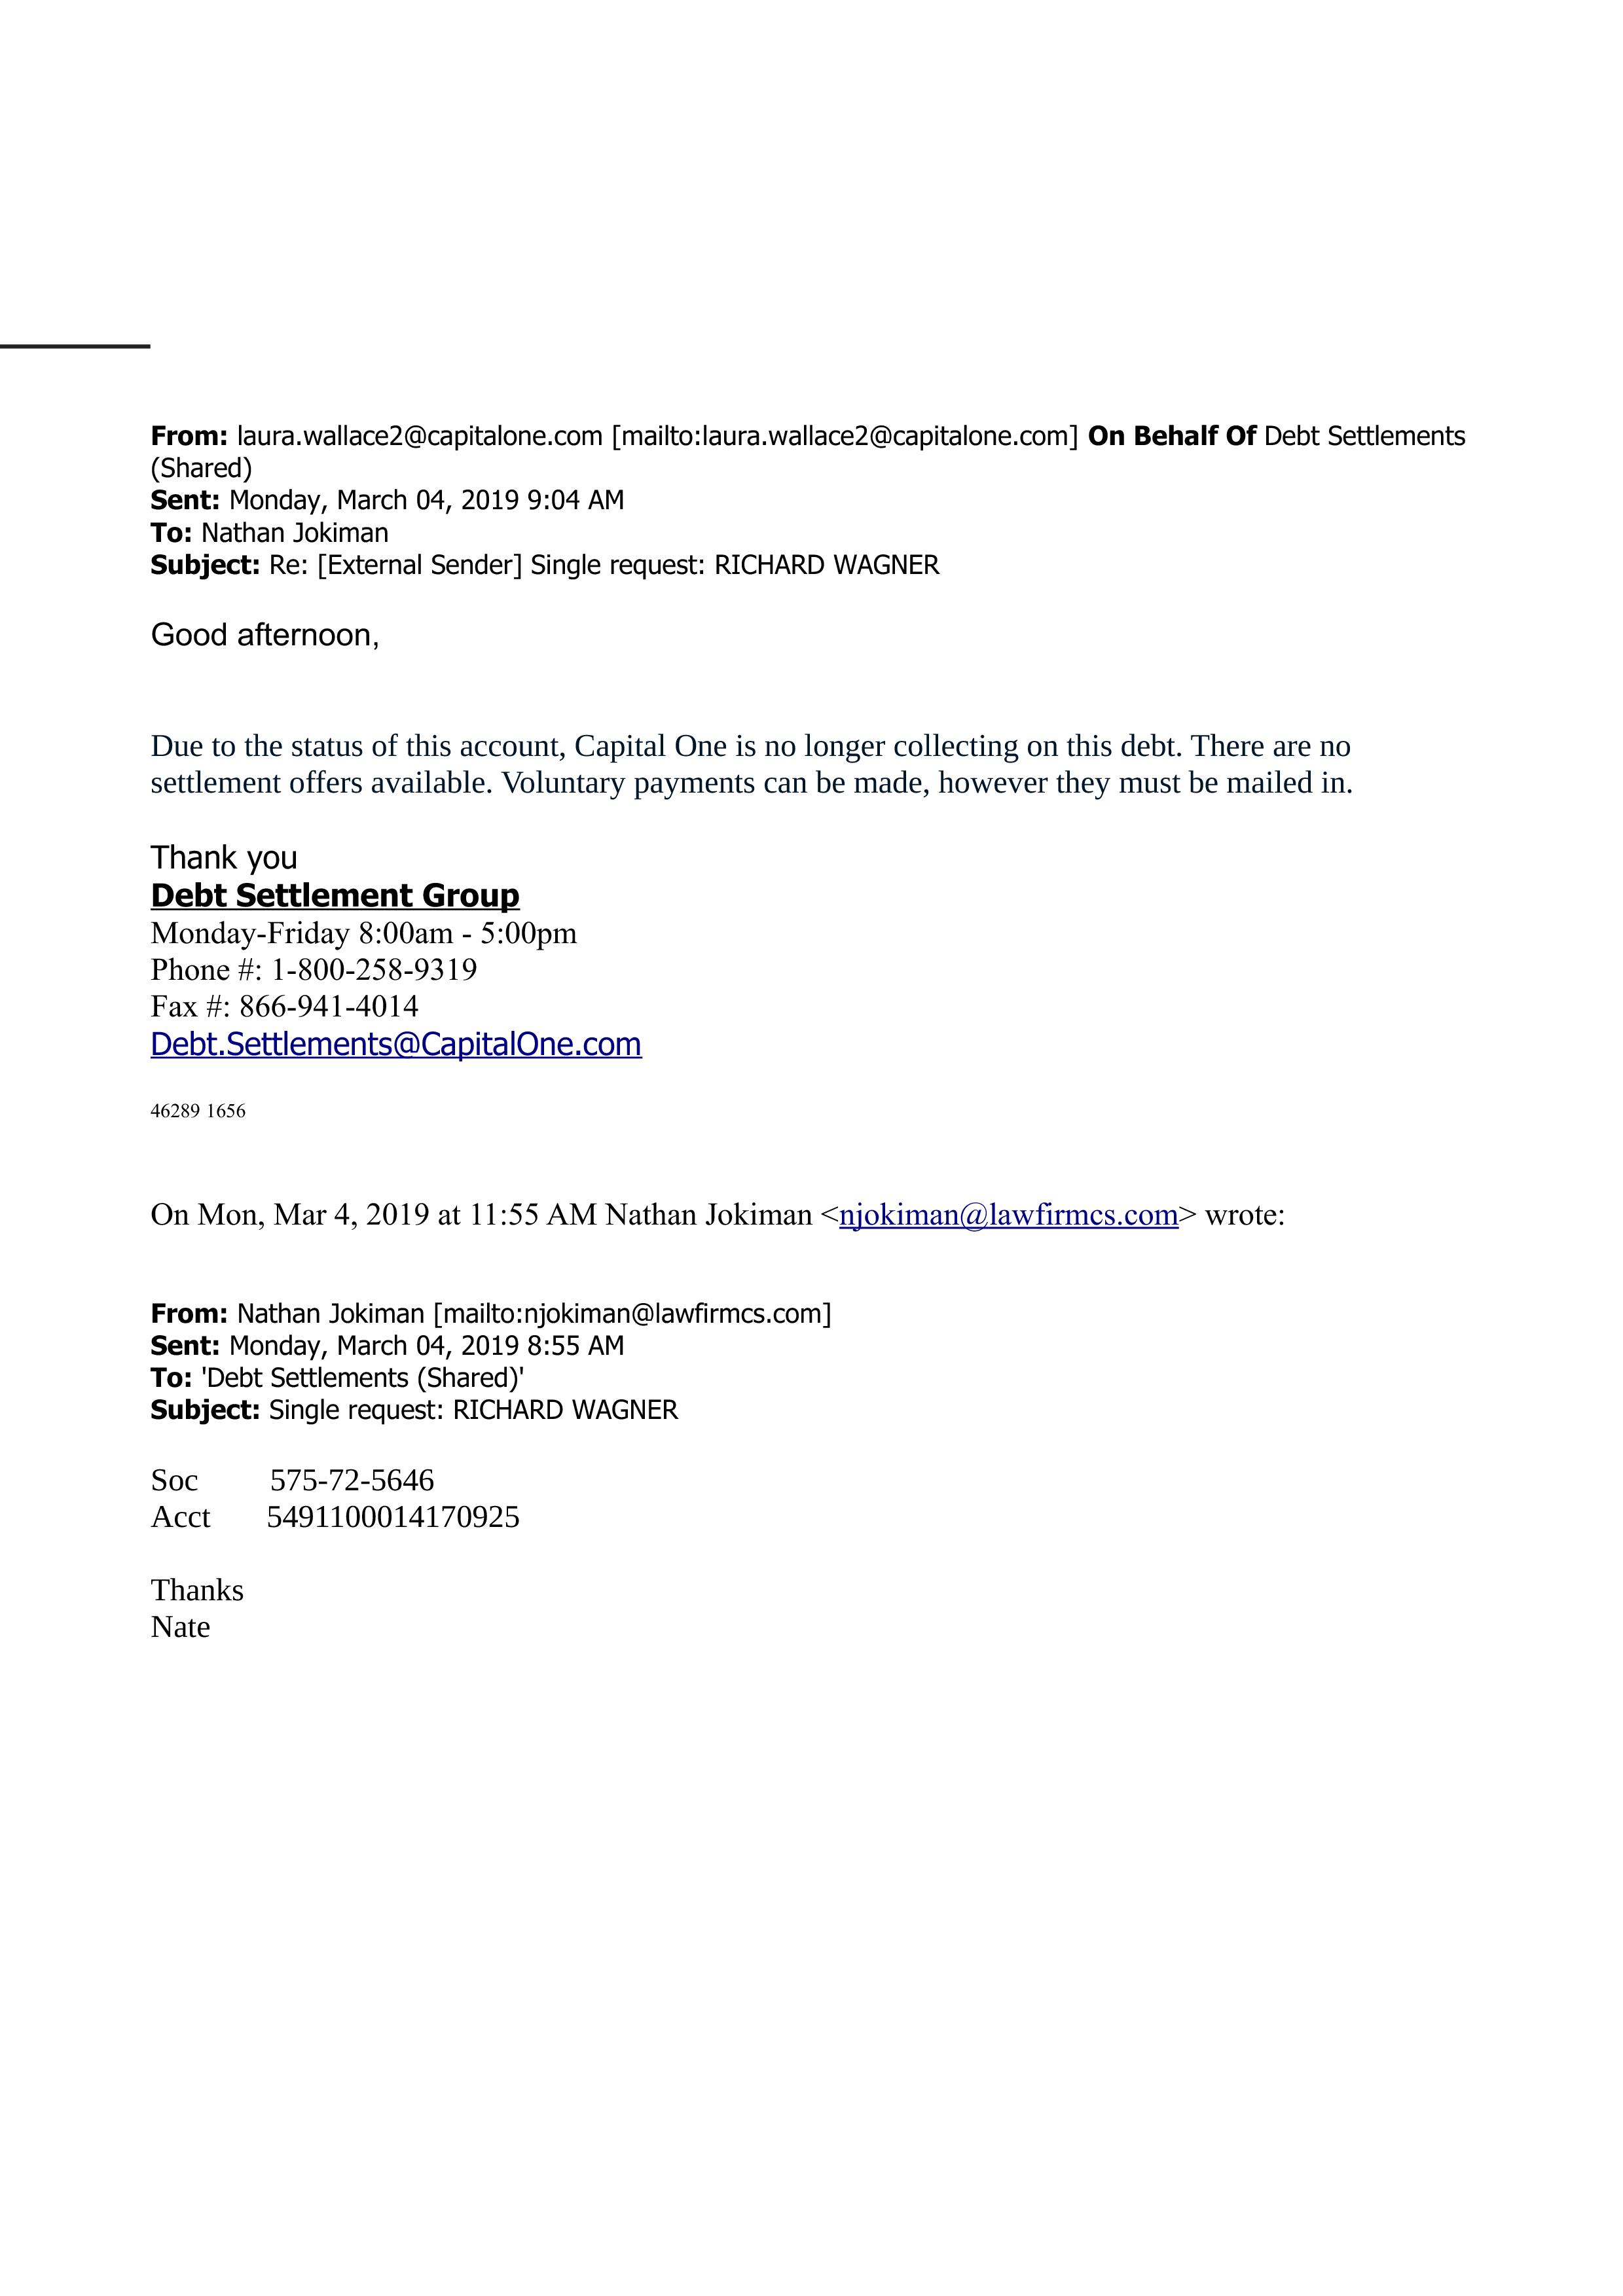 From: laura.wallace2@capitalone.com [mailto:laura.wallace2@capitalone.com] On Behalf Of Debt Settlements
(Shared)
Sent: Monday, March 04, 2019 9:04 AM
To: Nathan Jokiman
Subject: Re: [External Sender] Single request: RICHARD WAGNER
Good afternoon,
Due to the status of this account, Capital One is no longer collecting on this debt. There are no
settlement offers available. Voluntary payments can be made, however they must be mailed in.
Thank you
Debt Settlement Group
Monday-Friday 8:00am - 5:00pm
Phone #: 1-800-258-9319
Fax #: 866-941-4014
Debt.Settlements@CapitalOne.com
46289 1656
On Mon, Mar 4, 2019 at 11:55 AM Nathan Jokiman <njokiman@lawfirmcs.com> wrote:
From: Nathan Jokiman [mailto:njokiman@lawfirmcs.com]
Sent: Monday, March 04, 2019 8:55 AM
To: 'Debt Settlements (Shared)'
Subject: Single request: RICHARD WAGNER
Soc 575-72-5646
Acct 5491100014170925
Thanks
Nate